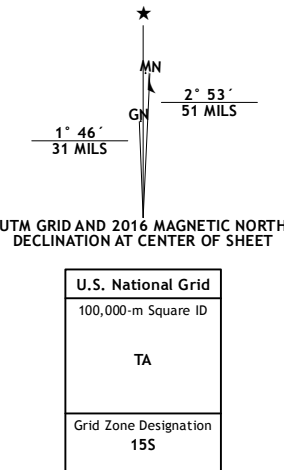 MN
GN
2° 53´
51 MILS
1° 46´
31 MILS
UTM GRID AND 2016 MAGNETIC NORTH
DECLINATION AT CENTER OF SHEET
U.S. National Grid
100,000-m Square ID
TA
Grid Zone Designation
15S